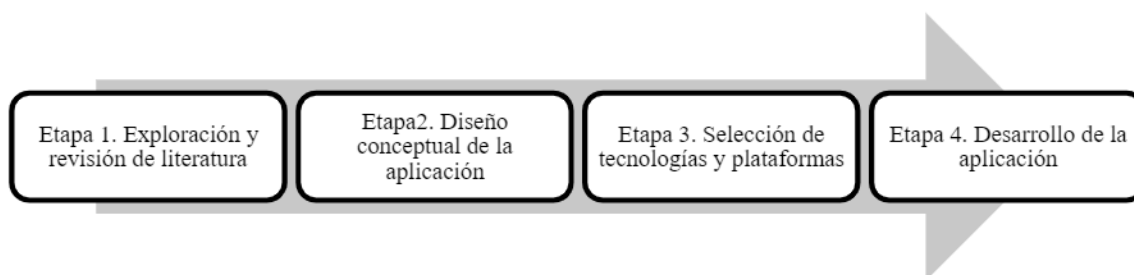 Etapa 1. Exploración y
revisión de literatura
Etapa2. Diseño
conceptual de la
aplicación
Etapa 3. Selección de
tecnologías y plataformas
Etapa 4. Desarrollo de la
aplicación